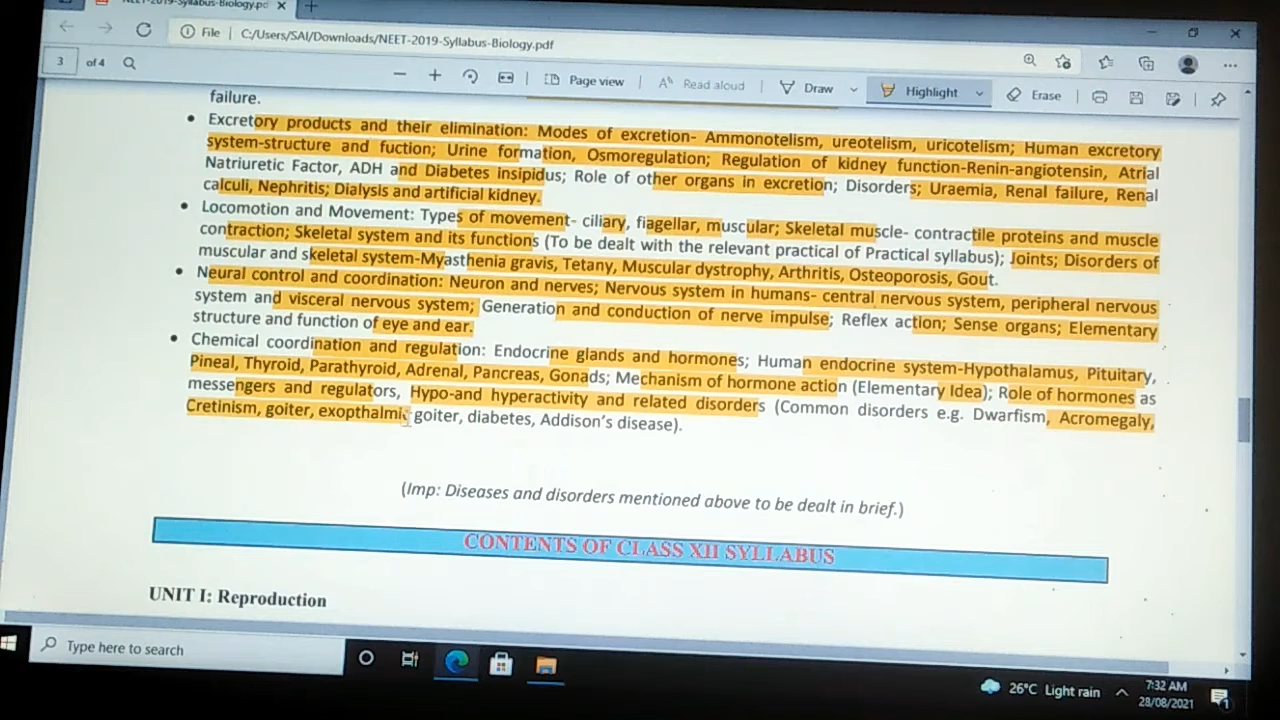 NEET-2019-Syllabus-Biology.pd
File | C:/Users/SAI/Downloads/NEET-2019-Syllabus-Biology.pdf
3 of 4 Page view Read aloud Draw Highlight Erase
failure.
• Excretory products and their elimination: Modes of excretion- Ammonotelism, ureotelism, uricotelism; Human excretory
system-structure and fuction; Urine formation, Osmoregulation; Regulation of kidney function-Renin-angiotensin, Atrial
Natriuretic Factor, ADH and Diabetes insipidus; Role of other organs in excretion; Disorders; Uraemia, Renal failure, Renal
calculi, Nephritis; Dialysis and artificial kidney.
• Locomotion and Movement: Types of movement- ciliary, fiagellar, muscular; Skeletal muscle- contractile proteins and muscle
contraction; Skeletal system and its functions (To be dealt with the relevant practical of Practical syllabus); Joints; Disorders of
muscular and skeletal system-Myasthenia gravis, Tetany, Muscular dystrophy, Arthritis, Osteoporosis, Gout.
• Neural control and coordination: Neuron and nerves; Nervous system in humans- central nervous system, peripheral nervous
system and visceral nervous system; Generation and conduction of nerve impulse; Reflex action; Sense organs; Elementary
structure and function of eye and ear.
• Chemical coordination and regulation: Endocrine glands and hormones; Human endocrine system-Hypothalamus, Pituitary,
Pineal, Thyroid, Parathyroid, Adrenal, Pancreas, Gonads; Mechanism of hormone action (Elementary Idea); Role of hormones as
messengers and regulators, Hypo-and hyperactivity and related disorders (Common disorders e.g. Dwarfism, Acromegaly,
Cretinism, goiter, exopthalmic goiter, diabetes, Addison's disease).
(Imp: Diseases and disorders mentioned above to be dealt in brief.)
CONTENTS OF CLASS XII SYLLABUS
UNIT I: Reproduction
Type here to search
26°C Light rain
7:32 AM
28/08/2021
1